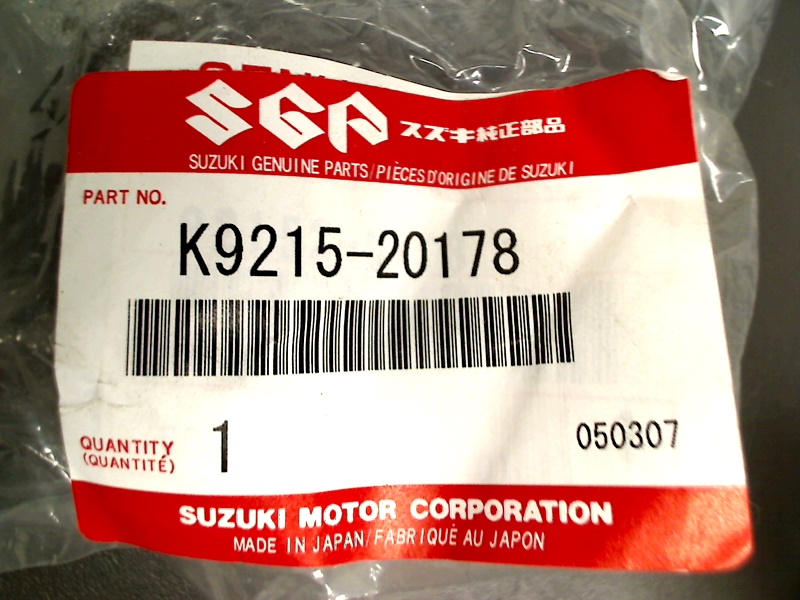 SGP スズキ純正部品
SUZUKI GENUINE PARTS/PIÈCES D'ORIGINE DE SUZUKI
PART NO.
K9215-20178
QUANTITY 1
(QUANTITÉ)
050307
SUZUKI MOTOR CORPORATION
MADE IN JAPAN/FABRIQUÉ AU JAPON